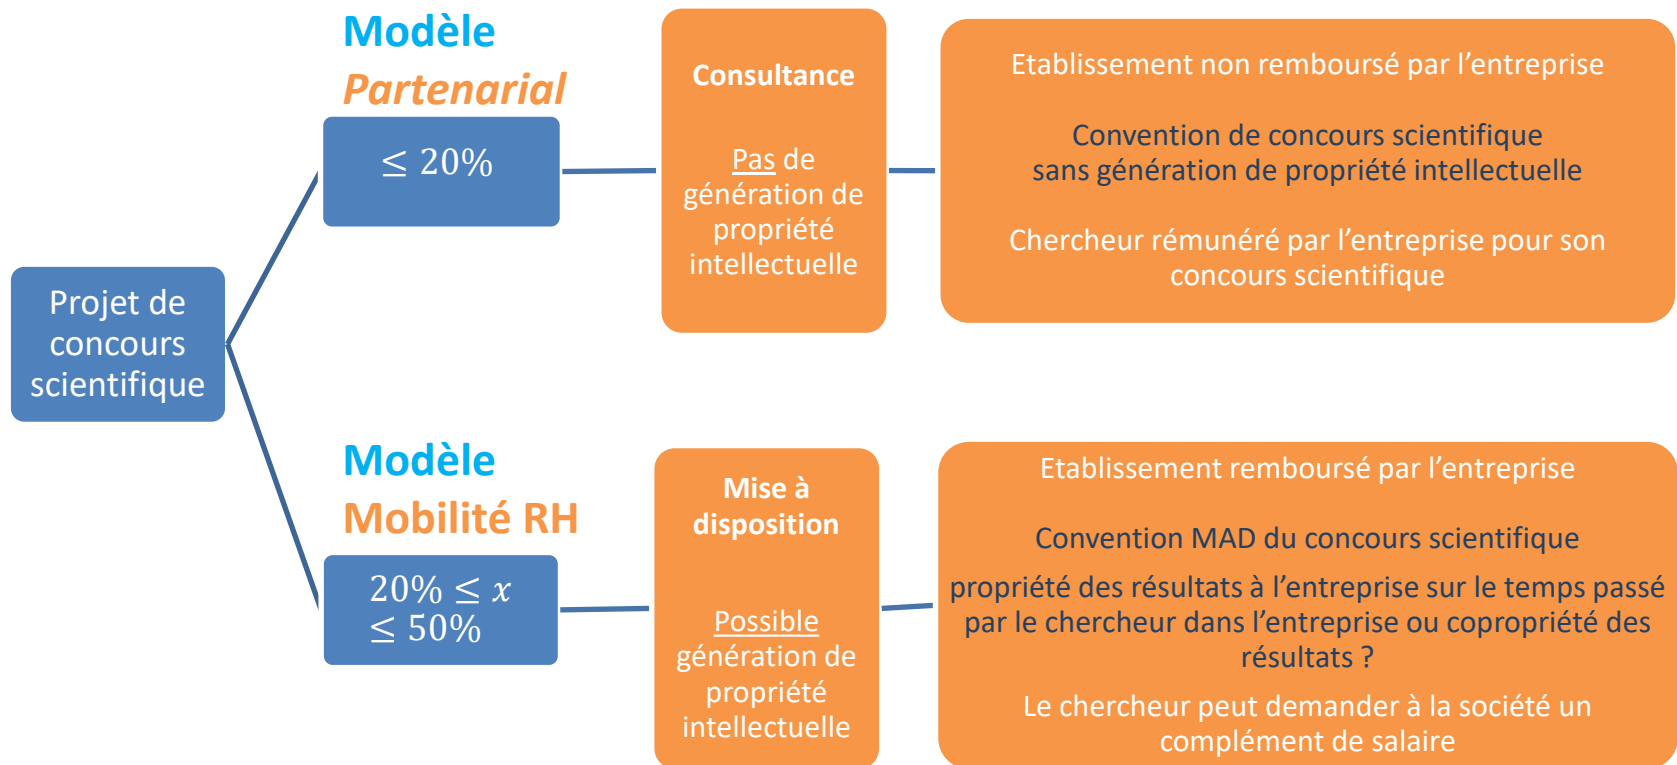 Projet de
concours
scientifique
Modèle
Partenarial
≤ 20%
Consultance
Pas de
génération de
propriété
intellectuelle
Etablissement non remboursé par l’entreprise
Convention de concours scientifique
sans génération de propriété intellectuelle
Chercheur rémunéré par l’entreprise pour son
concours scientifique
Modèle
Mobilité RH
20% ≤ x
≤ 50%
Mise à
disposition
Possible
génération de
propriété
intellectuelle
Etablissement remboursé par l’entreprise
Convention MAD du concours scientifique
propriété des résultats à l’entreprise sur le temps passé
par le chercheur dans l’entreprise ou copropriété des
résultats ?
Le chercheur peut demander à la société un
complément de salaire